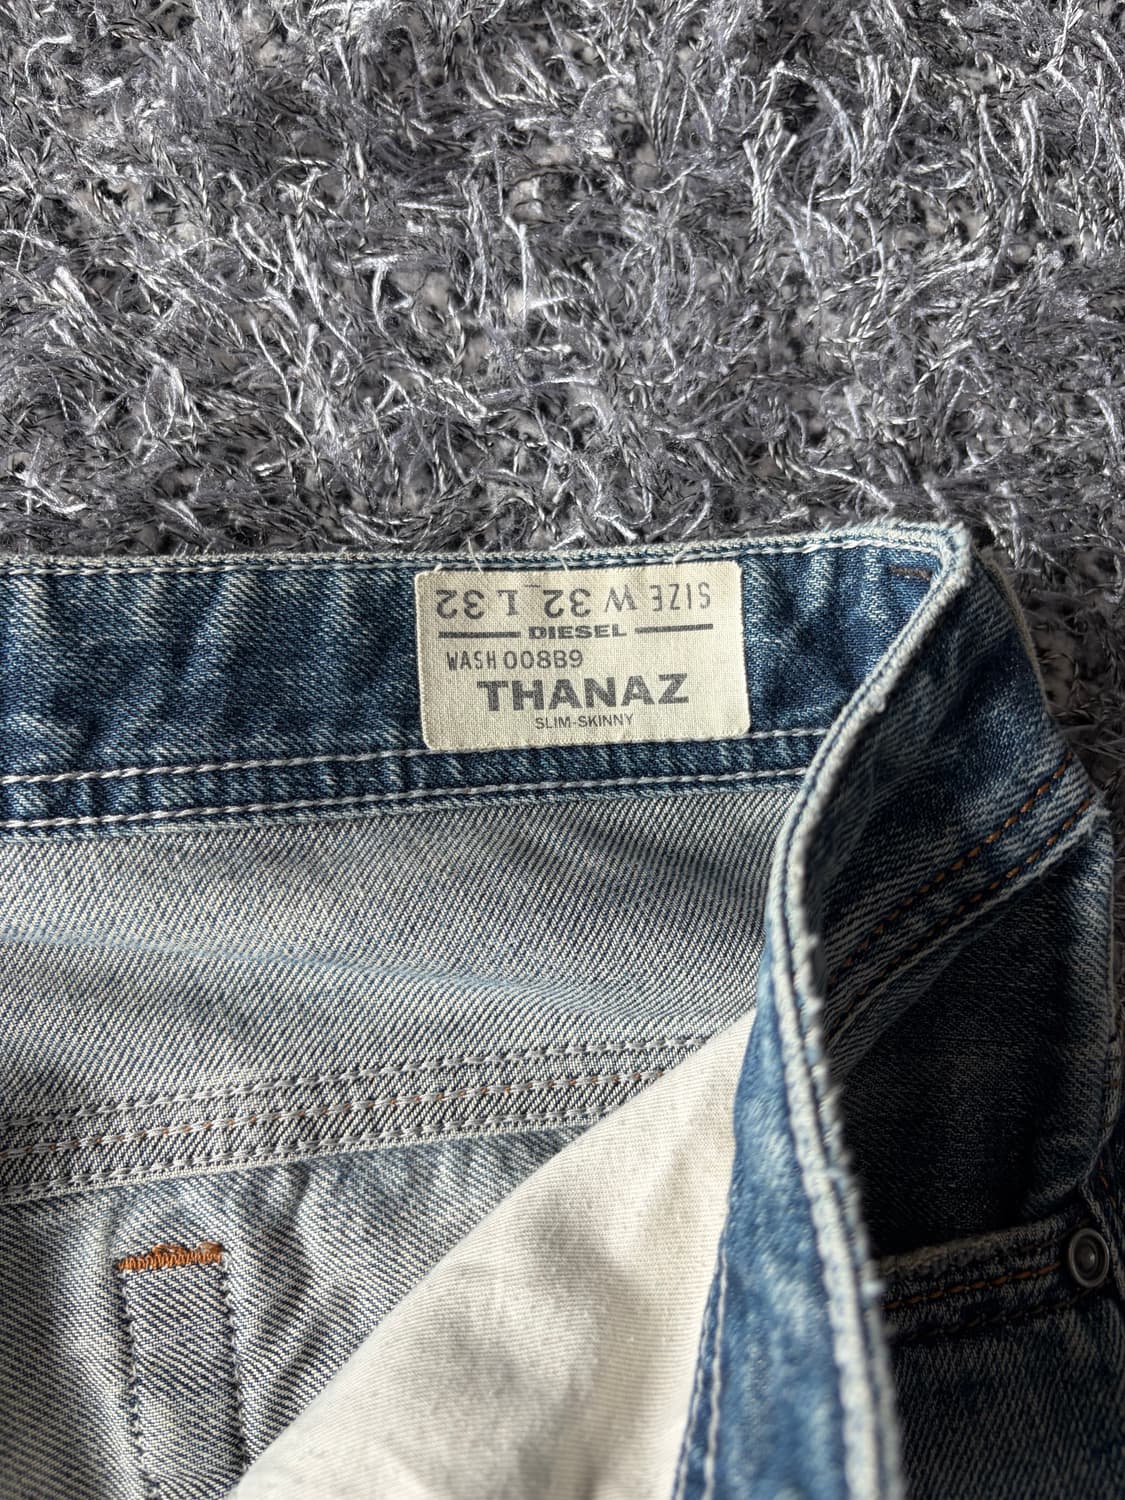 SIZE W 32 L 32
DIESEL
WASH 008B9
THANAZ
SLIM-SKINNY